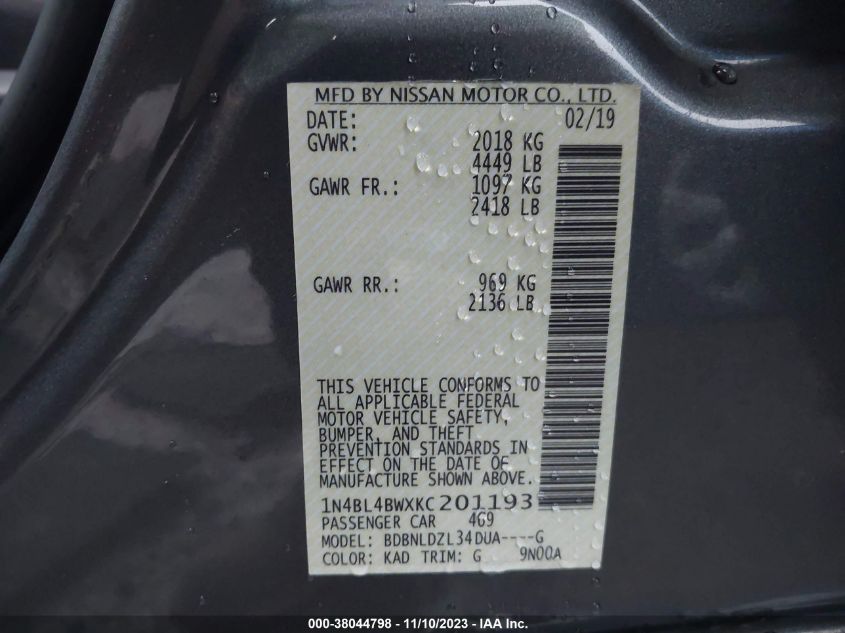 MFD BY NISSAN MOTOR CO., LTD.
DATE: 02/19
GVWR: 2018 KG
4449 LB
GAWR FR.: 1097 KG
2418 LB
GAWR RR.: 969 KG
2136 LB
THIS VEHICLE CONFORMS TO
ALL APPLICABLE FEDERAL
MOTOR VEHICLE SAFETY,
BUMPER, AND THEFT
PREVENTION STANDARDS IN
EFFECT ON THE DATE OF
MANUFACTURE SHOWN ABOVE.
1N4BL4BWXKC201193
PASSENGER CAR 469
MODEL: BDBNLDZL34DUA----G
COLOR: KAD TRIM: G 9N00A
000-38044798 - 11/10/2023 - IAA Inc.